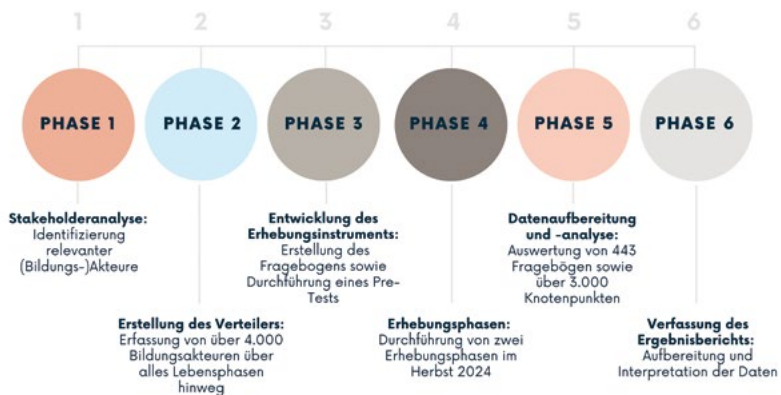 1
2
3
4
5
6
PHASE 1
PHASE 2
PHASE 3
PHASE 4
PHASE 5
PHASE 6
Stakeholderanalyse:
Identifizierung
relevanter
(Bildungs-)Akteure
Entwicklung des
Erhebungsinstruments:
Erstellung des
Fragebogens sowie
Durchführung eines Pre-
Tests
Datenaufbereitung
und -analyse:
Auswertung von 443
Fragebögen sowie
über 3.000
Knotenpunkten
Erstellung des Verteilers:
Erfassung von über 4.000
Bildungsakteuren über
alles Lebensphasen
hinweg
Erhebungsphasen:
Durchführung von zwei
Erhebungsphasen im
Herbst 2024
Verfassung des
Ergebnisberichts:
Aufbereitung und
Interpretation der Daten